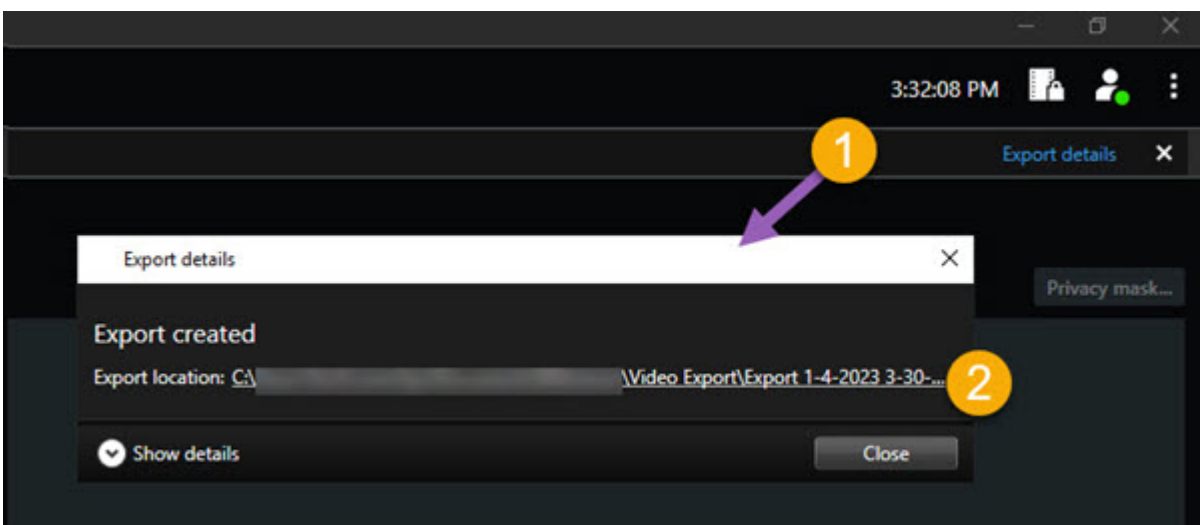 3:32:08 PM
1
Export details
Export details
Privacy mask...
Export created
Export location: C:\ \Video Export\Export 1-4-2023 3-30-...
2
Show details
Close